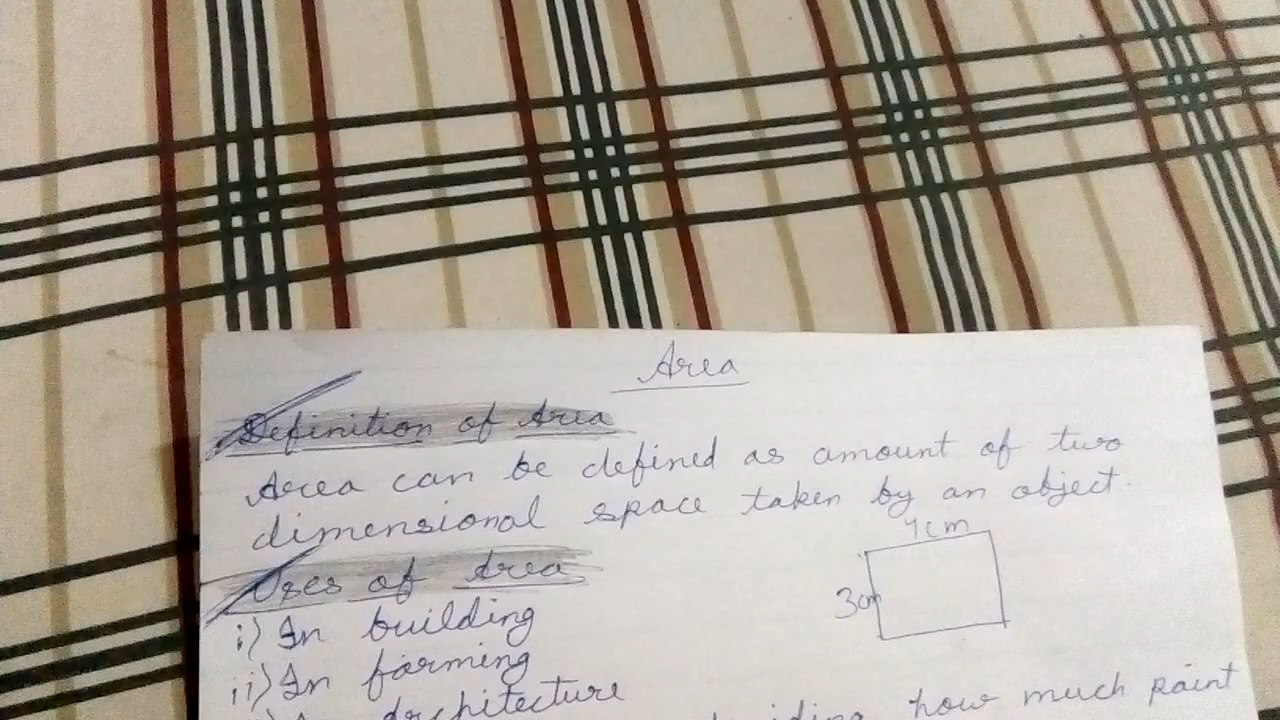 Area
Definition of Area
Area can be defined as amount of two
dimensional space taken by an object.
Uses of Area
i) In building
ii) In farming
architecture
how much paint
3cm